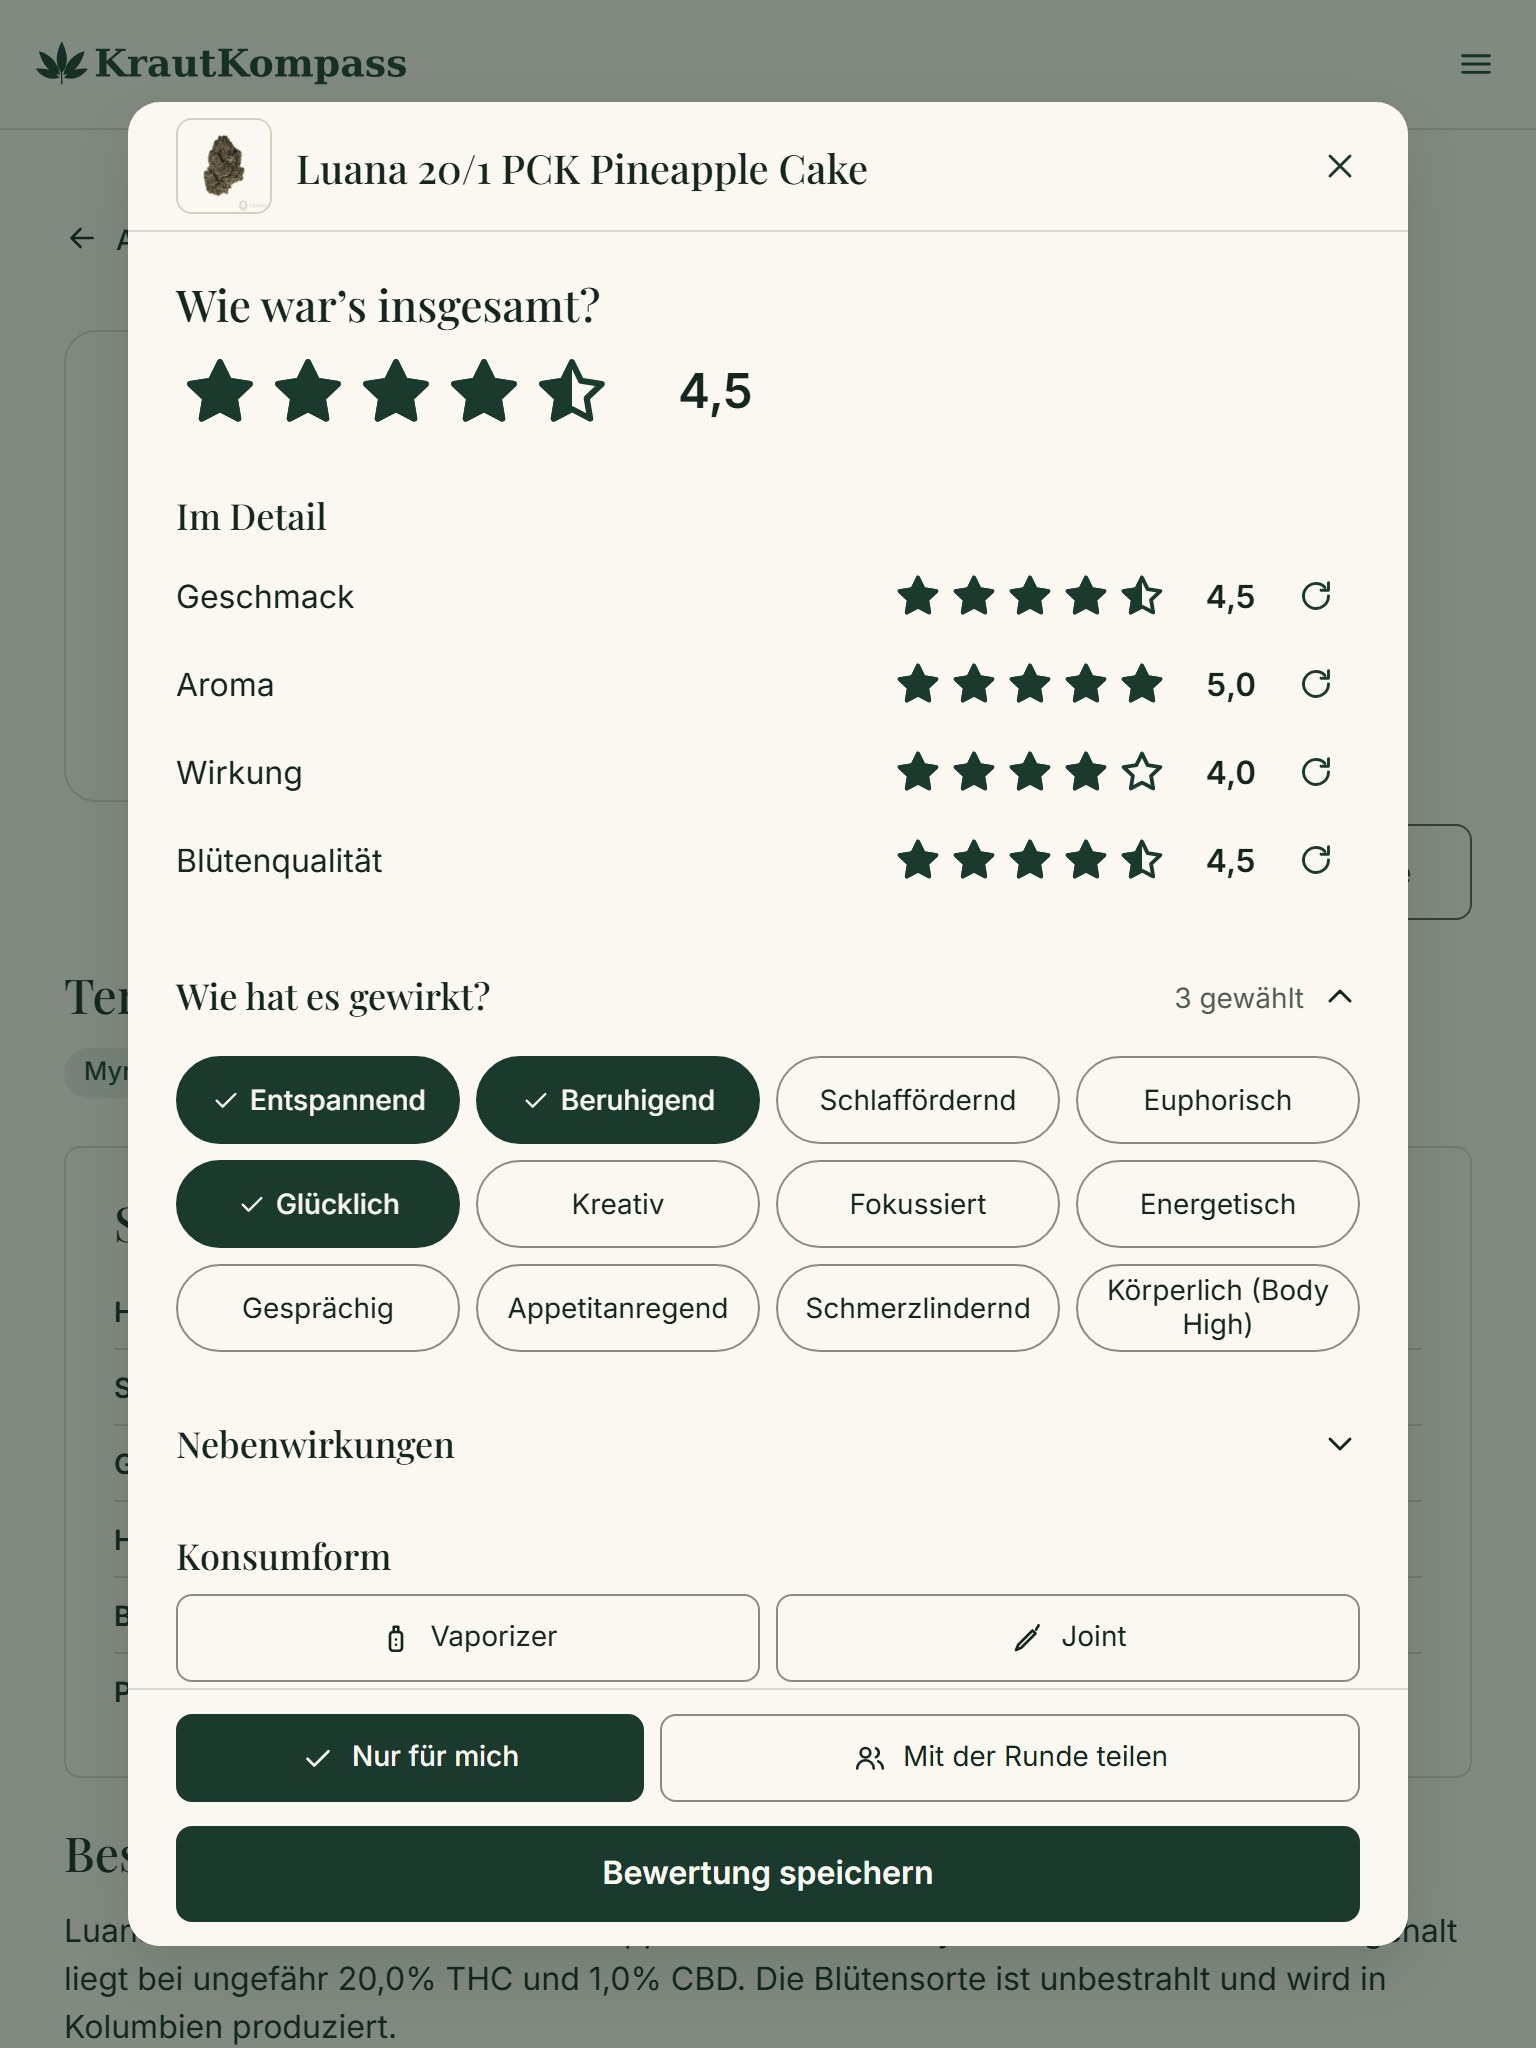 KrautKompass
Luana 20/1 PCK Pineapple Cake
Wie war’s insgesamt?
4,5
Im Detail
Geschmack 4,5
Aroma 5,0
Wirkung 4,0
Blütenqualität 4,5
Wie hat es gewirkt? 3 gewählt
Entspannend Beruhigend Schlaffördernd Euphorisch
Glücklich Kreativ Fokussiert Energetisch
Gesprächig Appetitanregend Schmerzlindernd Körperlich (Body
High)
Nebenwirkungen
Konsumform
Vaporizer Joint
Nur für mich Mit der Runde teilen
Bewertung speichern
liegt bei ungefähr 20,0% THC und 1,0% CBD. Die Blütensorte ist unbestrahlt und wird in
Kolumbien produziert.